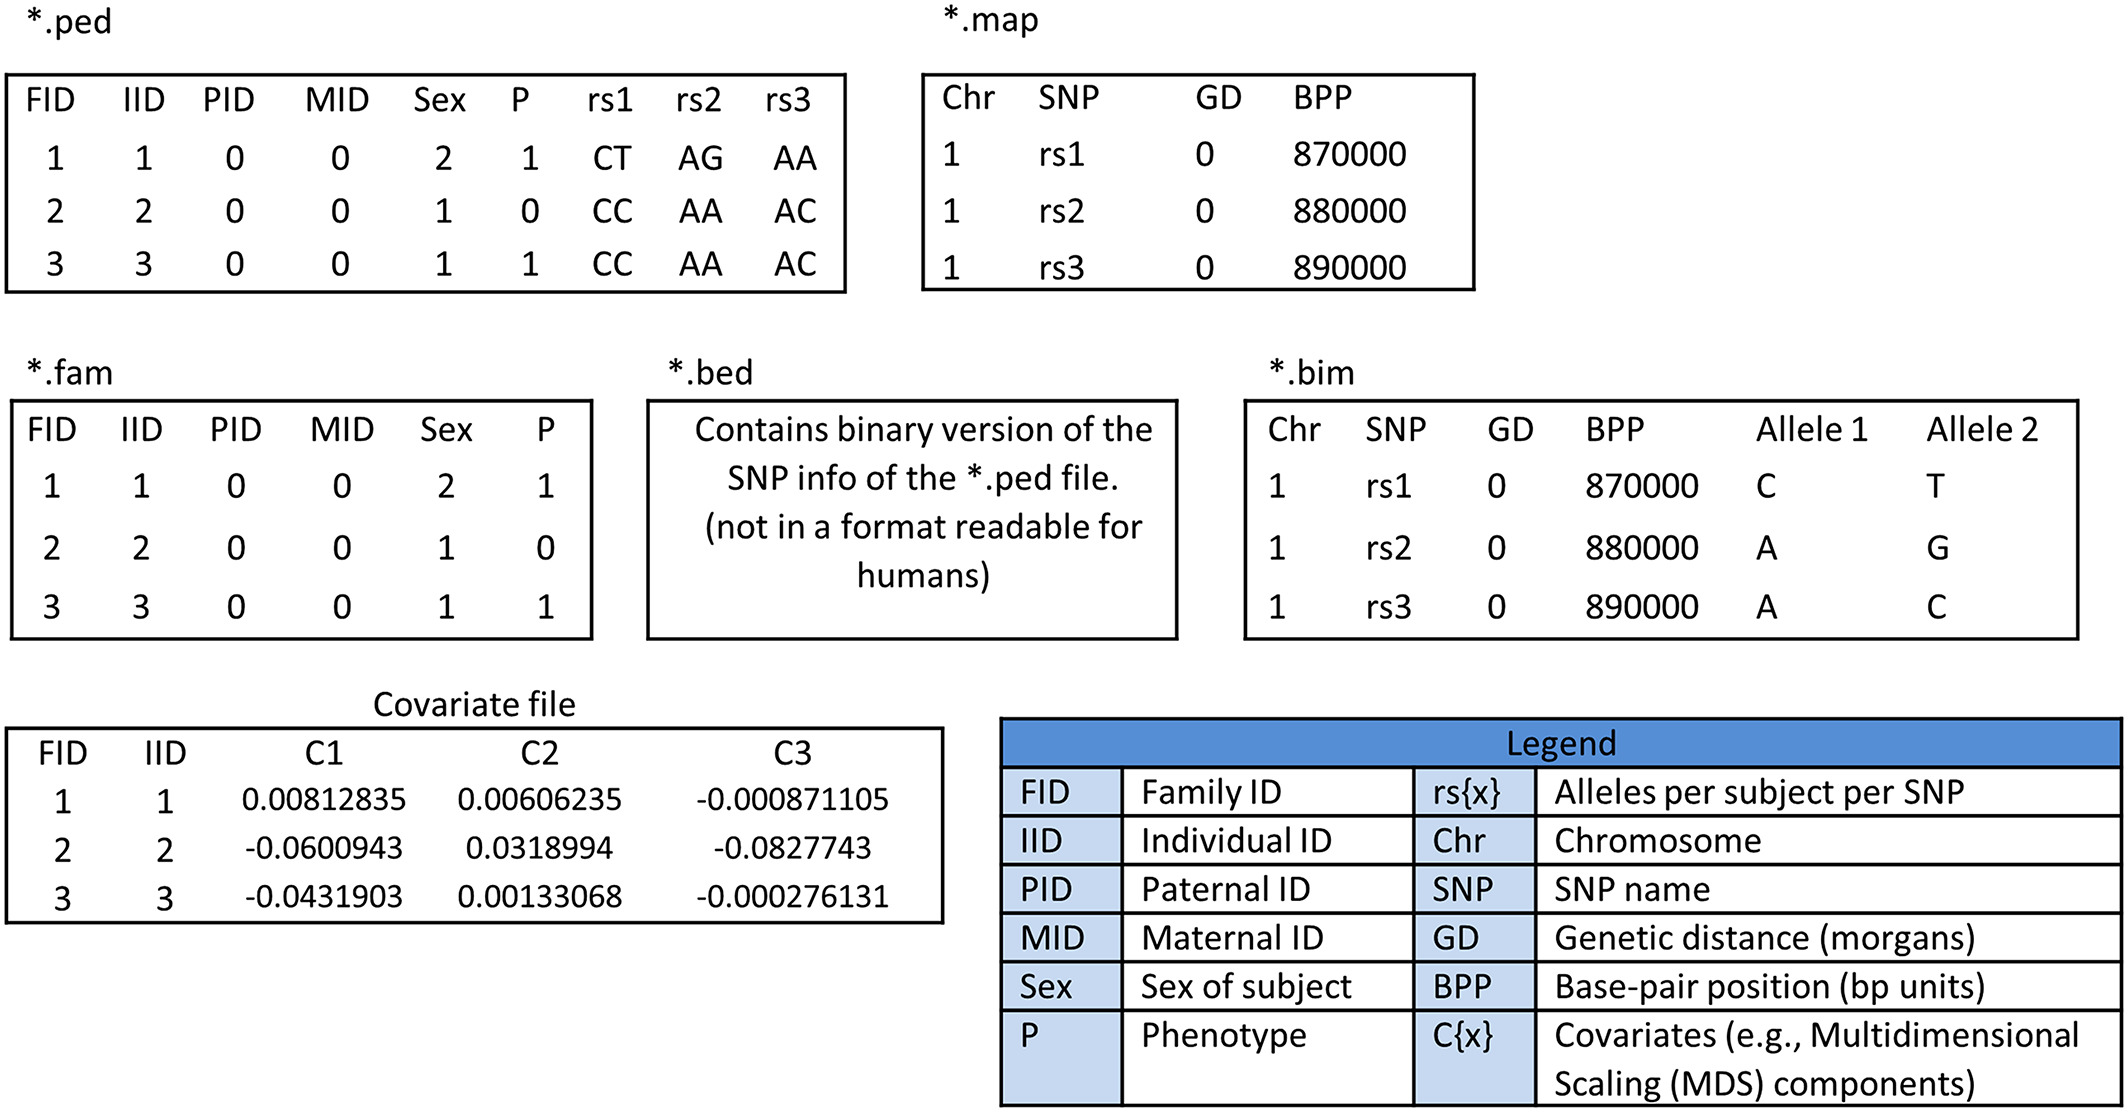 *.ped
FID IID PID MID Sex P rs1 rs2 rs3
1 1 0 0 2 1 CT AG AA
2 2 0 0 1 0 CC AA AC
3 3 0 0 1 1 CC AA AC
*.map
Chr SNP GD BPP
1 rs1 0 870000
1 rs2 0 880000
1 rs3 0 890000
*.fam
FID IID PID MID Sex P
1 1 0 0 2 1
2 2 0 0 1 0
3 3 0 0 1 1
*.bed
Contains binary version of the
SNP info of the *.ped file.
(not in a format readable for
humans)
*.bim
Chr SNP GD BPP Allele 1 Allele 2
1 rs1 0 870000 C T
1 rs2 0 880000 A G
1 rs3 0 890000 A C
Covariate file
FID IID C1 C2 C3
1 1 0.00812835 0.00606235 -0.000871105
2 2 -0.0600943 0.0318994 -0.0827743
3 3 -0.0431903 0.00133068 -0.000276131
Legend
FID Family ID rs{x} Alleles per subject per SNP
IID Individual ID Chr Chromosome
PID Paternal ID SNP SNP name
MID Maternal ID GD Genetic distance (morgans)
Sex Sex of subject BPP Base-pair position (bp units)
P Phenotype C{x} Covariates (e.g., Multidimensional
Scaling (MDS) components)